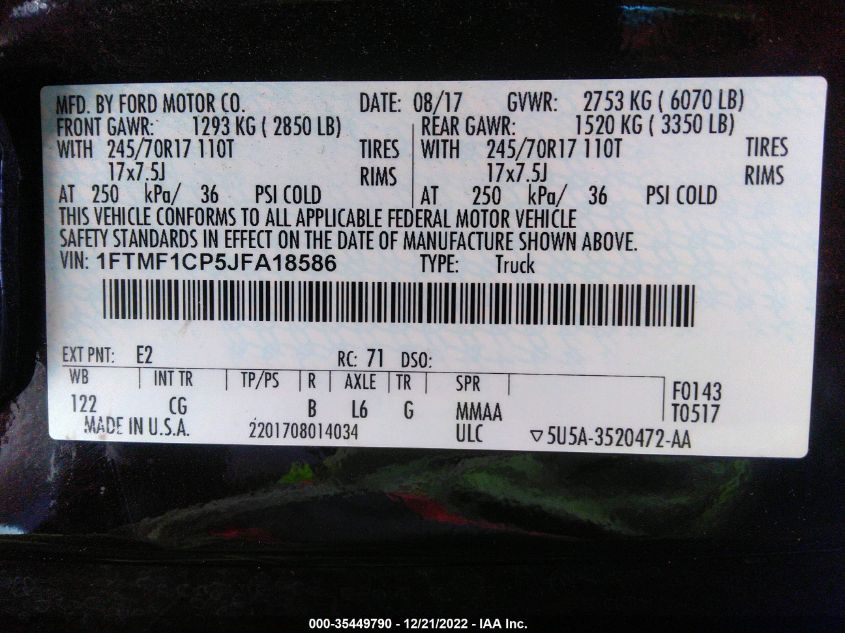 MFD. BY FORD MOTOR CO. DATE: 08/17 GVWR: 2753 KG ( 6070 LB)
FRONT GAWR: 1293 KG ( 2850 LB) REAR GAWR: 1520 KG ( 3350 LB)
WITH 245/70R17 110T TIRES WITH 245/70R17 110T TIRES
17x7.5J RIMS 17x7.5J RIMS
AT 250 kPa/ 36 PSI COLD AT 250 kPa/ 36 PSI COLD
THIS VEHICLE CONFORMS TO ALL APPLICABLE FEDERAL MOTOR VEHICLE
SAFETY STANDARDS IN EFFECT ON THE DATE OF MANUFACTURE SHOWN ABOVE.
VIN: 1FTMF1CP5JFA18586 TYPE: Truck
EXT PNT: E2 RC: 71 DSO:
WB INT TR TP/PS R AXLE TR SPR F0143
122 CG B L6 G MMAA T0517
MADE IN U.S.A. 2201708014034 ULC ▽5U5A-3520472-AA
000-35449790 - 12/21/2022 - IAA Inc.